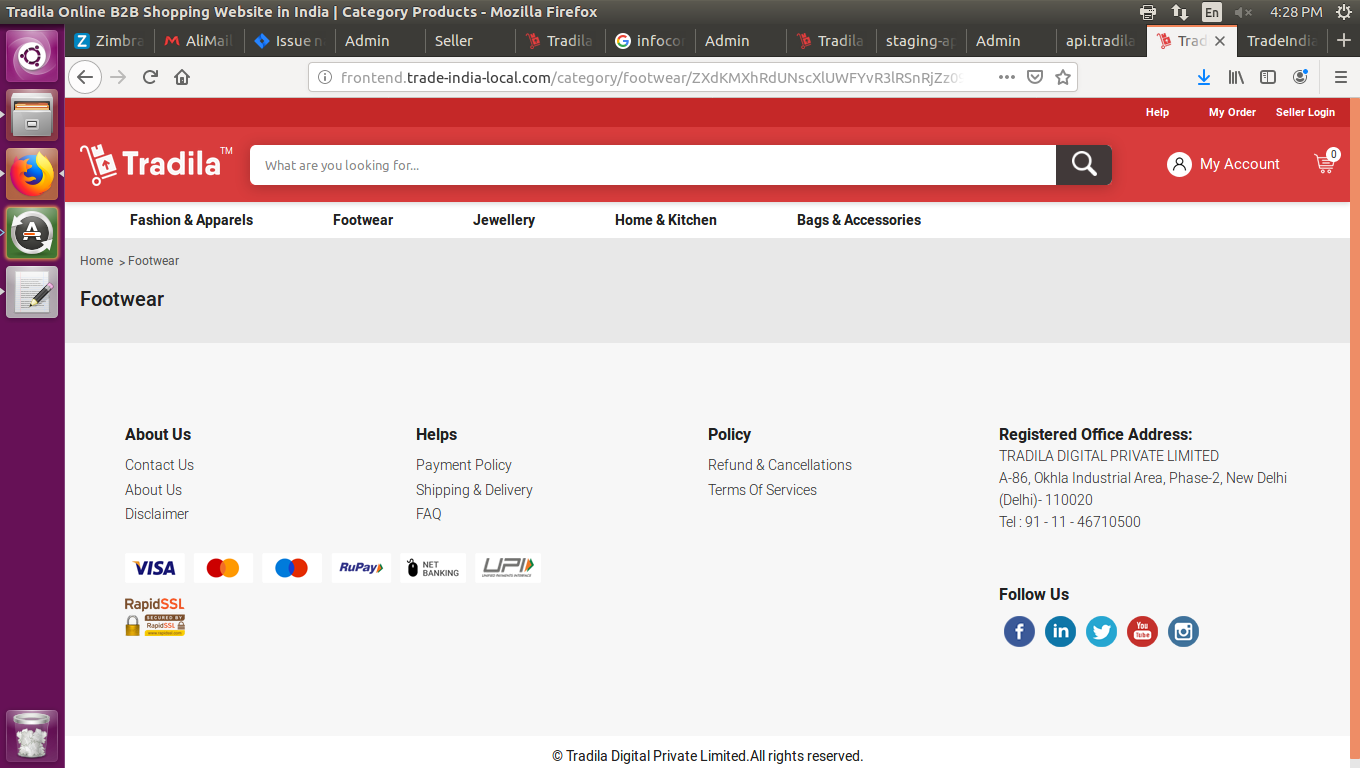 Tradila Online B2B Shopping Website in India | Category Products - Mozilla Firefox
En
4:28 PM
Zimbra
AliMail
Issue n
Admin
Seller
Tradila
infocon
Admin
Tradila
staging-ap
Admin
api.tradila
Trad
TradeIndia
frontend.trade-india-local.com/category/footwear/
Help
My Order
Seller Login
Tradila TM
What are you looking for...
My Account
0
Fashion & Apparels
Footwear
Jewellery
Home & Kitchen
Bags & Accessories
Home > Footwear
Footwear
About Us
Contact Us
About Us
Disclaimer
Helps
Payment Policy
Shipping & Delivery
FAQ
Policy
Refund & Cancellations
Terms Of Services
Registered Office Address:
TRADILA DIGITAL PRIVATE LIMITED
A-86, Okhla Industrial Area, Phase-2, New Delhi
(Delhi)- 110020
Tel : 91 - 11 - 46710500
VISA
RuPay
NET
BANKING
UPI
UNIFIED PAYMENTS INTERFACE
RapidSSL
SECURED BY
RapidSSL
www.rapidssl.com
Follow Us
You
Tube
© Tradila Digital Private Limited.All rights reserved.